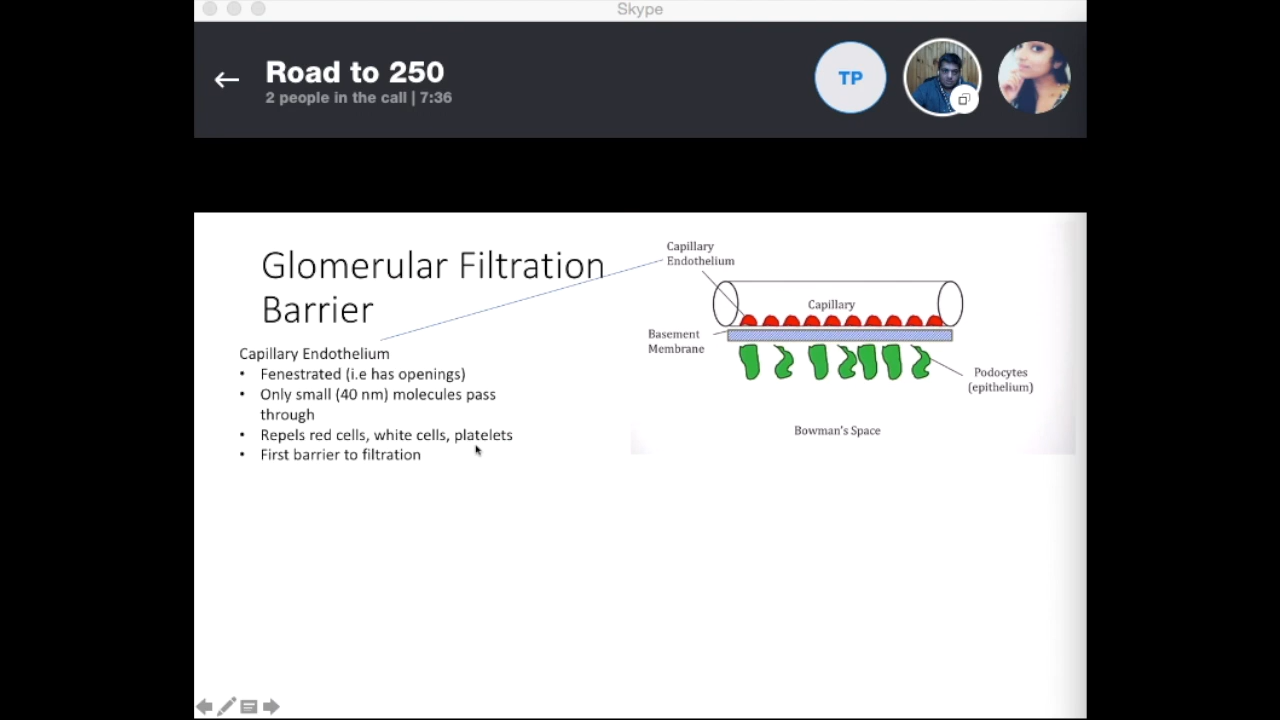 Skype
Road to 250
2 people in the call | 7:36
TP
Glomerular Filtration
Barrier
Capillary Endothelium
• Fenestrated (i.e has openings)
• Only small (40 nm) molecules pass
through
• Repels red cells, white cells, platelets
• First barrier to filtration
Capillary
Endothelium
Capillary
Basement
Membrane
Podocytes
(epithelium)
Bowman's Space